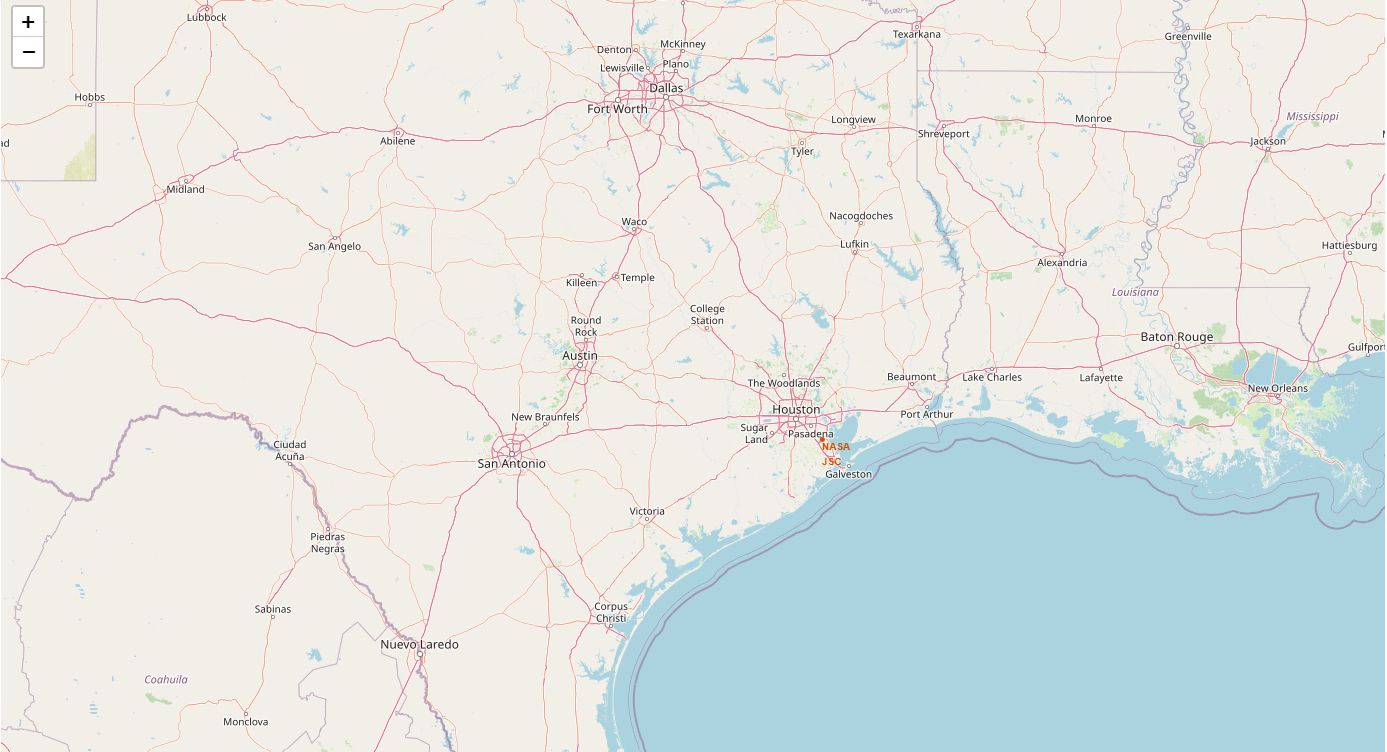 +
−
Lubbock
Texarkana
Greenville
Denton
McKinney
Lewisville
Plano
Dallas
Fort Worth
Hobbs
Abilene
Longview
Shreveport
Monroe
Mississippi
Jackson
ad
Tyler
Midland
Waco
Nacogdoches
San Angelo
Lufkin
Hattiesburg
Alexandria
Killeen
Temple
Louisiana
College
Station
Round
Rock
Austin
Baton Rouge
Gulfpor
The Woodlands
Beaumont
Lake Charles
Lafayette
New Orleans
New Braunfels
Houston
Port Arthur
Sugar
Land
Pasadena
NASA
JSC
Galveston
Ciudad
Acuña
San Antonio
Victoria
Piedras
Negras
Sabinas
Corpus
Christi
Nuevo Laredo
Coahuila
Monclova